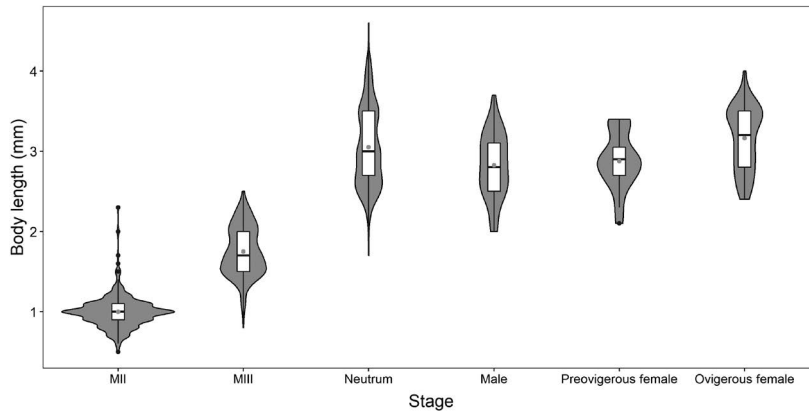 Body length (mm)
4
3
2
1
MII
MIII
Neutrum
Male
Preovigerous female
Ovigerous female
Stage